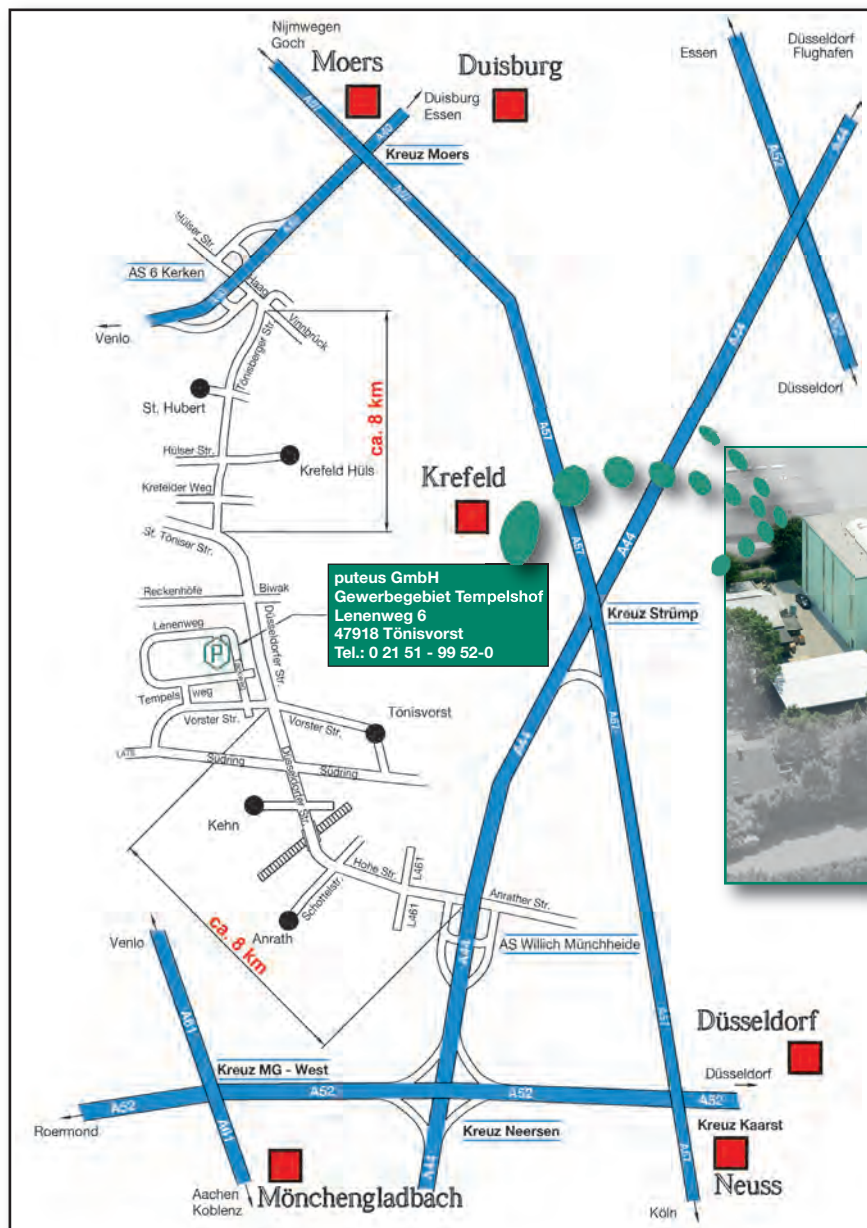 Nijmwegen
Goch
Moers
Duisburg
Essen
Düsseldorf
Flughafen
Duisburg
Essen
A40
Kreuz Moers
A52
A44
Hülser Str.
AS 6 Kerken
Haag
Vinnbrück
Venlo
Tönisberger Str.
A44
A52
Düsseldorf
St. Hubert
ca. 8 km
A57
Hülser Str.
Krefeld Hüls
Krefelder Weg
Krefeld
St. Töniser Str.
A57
A44
Reckenhöfe
Biwak
puteus GmbH
Gewerbegebiet Tempelshof
Lenenweg 6
47918 Tönisvorst
Tel.: 0 21 51 - 99 52-0
Kreuz Strümp
Lenenweg
P
Düsseldorfer Str.
Tempels weg
Vorster Str.
Vorster Str.
Tönisvorst
A57
A44
Südring
Südring
Düsseldorfer Str.
Kehn
Hohe Str.
L461
Schottelstr.
L461
Anrather Str.
Anrath
ca. 8 km
AS Willich Münchheide
A44
Venlo
A61
A57
Düsseldorf
Kreuz MG - West
Düsseldorf
A52
A52
A52
A52
Roermond
A61
Kreuz Neersen
Kreuz Kaarst
A44
A57
Aachen
Koblenz
Mönchengladbach
Neuss
Köln